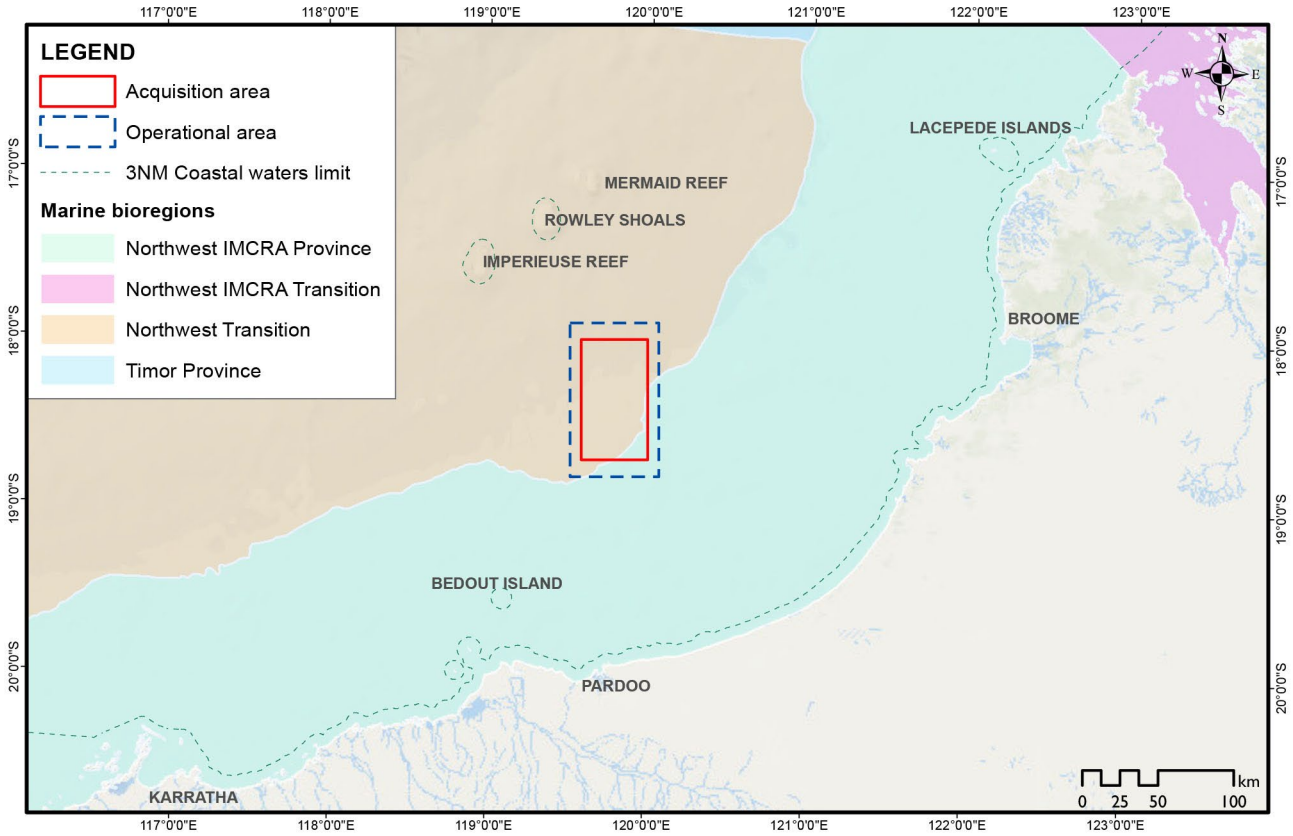 117°0'0"E 118°0'0"E 119°0'0"E 120°0'0"E 121°0'0"E 122°0'0"E 123°0'0"E
LEGEND
Acquisition area
Operational area
3NM Coastal waters limit
Marine bioregions
Northwest IMCRA Province
Northwest IMCRA Transition
Northwest Transition
Timor Province
N
W E
S
LACEPEDE ISLANDS
MERMAID REEF
ROWLEY SHOALS
IMPERIEUSE REEF
BROOME
BEDOUT ISLAND
PARDOO
KARRATHA
17°0'0"S
18°0'0"S
19°0'0"S
20°0'0"S
17°0'0"S
18°0'0"S
19°0'0"S
20°0'0"S
km
0 25 50 100
117°0'0"E 118°0'0"E 119°0'0"E 120°0'0"E 121°0'0"E 122°0'0"E 123°0'0"E